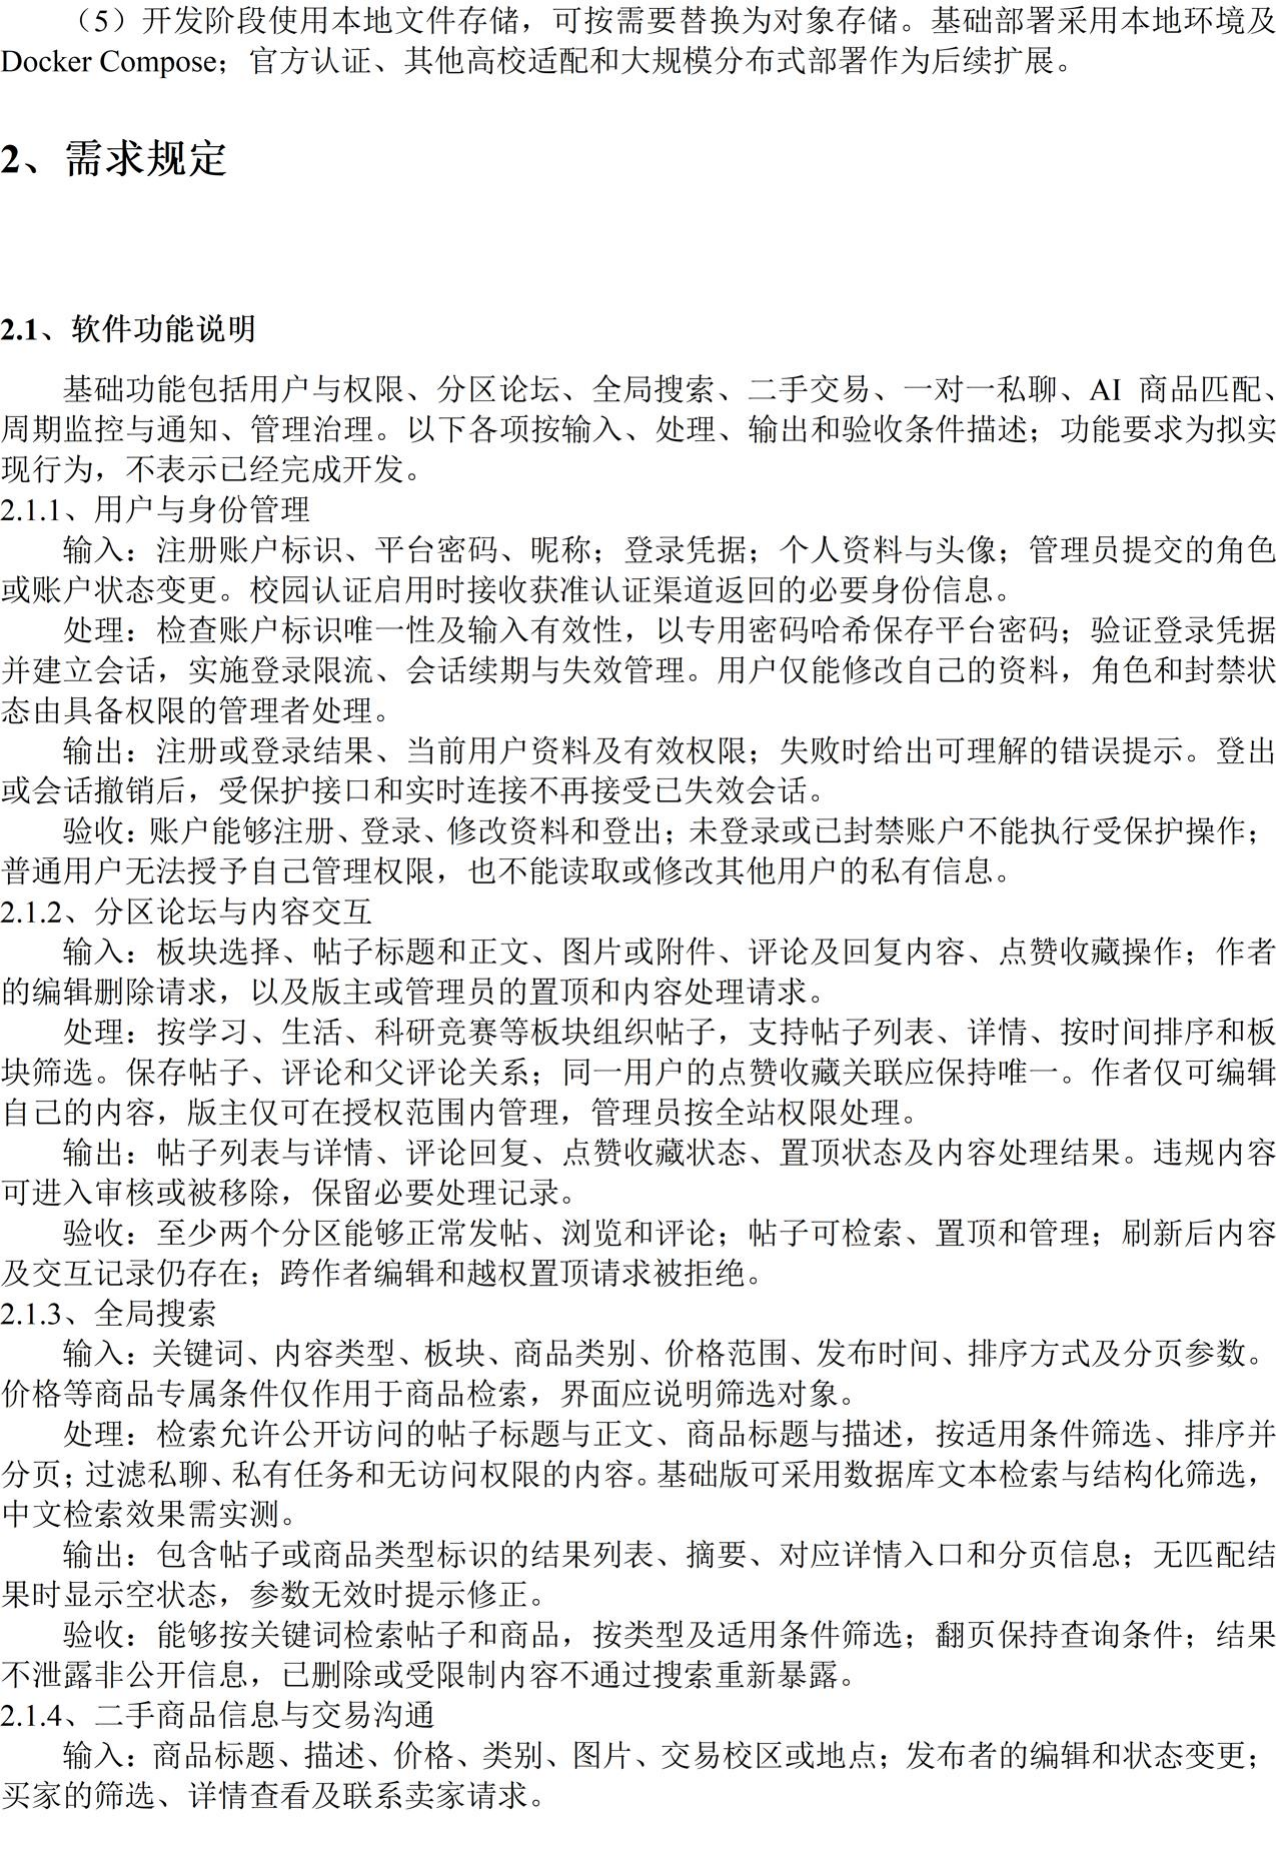 （5）开发阶段使用本地文件存储，可按需要替换为对象存储。基础部署采用本地环境及
Docker Compose；官方认证、其他高校适配和大规模分布式部署作为后续扩展。
2、需求规定
2.1、软件功能说明
基础功能包括用户与权限、分区论坛、全局搜索、二手交易、一对一私聊、AI 商品匹配、
周期监控与通知、管理治理。以下各项按输入、处理、输出和验收条件描述；功能要求为拟实
现行为，不表示已经完成开发。
2.1.1、用户与身份管理
输入：注册账户标识、平台密码、昵称；登录凭据；个人资料与头像；管理员提交的角色
或账户状态变更。校园认证启用时接收获准认证渠道返回的必要身份信息。
处理：检查账户标识唯一性及输入有效性，以专用密码哈希保存平台密码；验证登录凭据
并建立会话，实施登录限流、会话续期与失效管理。用户仅能修改自己的资料，角色和封禁状
态由具备权限的管理者处理。
输出：注册或登录结果、当前用户资料及有效权限；失败时给出可理解的错误提示。登出
或会话撤销后，受保护接口和实时连接不再接受已失效会话。
验收：账户能够注册、登录、修改资料和登出；未登录或已封禁账户不能执行受保护操作；
普通用户无法授予自己管理权限，也不能读取或修改其他用户的私有信息。
2.1.2、分区论坛与内容交互
输入：板块选择、帖子标题和正文、图片或附件、评论及回复内容、点赞收藏操作；作者
的编辑删除请求，以及版主或管理员的置顶和内容处理请求。
处理：按学习、生活、科研竞赛等板块组织帖子，支持帖子列表、详情、按时间排序和板
块筛选。保存帖子、评论和父评论关系；同一用户的点赞收藏关联应保持唯一。作者仅可编辑
自己的内容，版主仅可在授权范围内管理，管理员按全站权限处理。
输出：帖子列表与详情、评论回复、点赞收藏状态、置顶状态及内容处理结果。违规内容
可进入审核或被移除，保留必要处理记录。
验收：至少两个分区能够正常发帖、浏览和评论；帖子可检索、置顶和管理；刷新后内容
及交互记录仍存在；跨作者编辑和越权置顶请求被拒绝。
2.1.3、全局搜索
输入：关键词、内容类型、板块、商品类别、价格范围、发布时间、排序方式及分页参数。
价格等商品专属条件仅作用于商品检索，界面应说明筛选对象。
处理：检索允许公开访问的帖子标题与正文、商品标题与描述，按适用条件筛选、排序并
分页；过滤私聊、私有任务和无访问权限的内容。基础版可采用数据库文本检索与结构化筛选，
中文检索效果需实测。
输出：包含帖子或商品类型标识的结果列表、摘要、对应详情入口和分页信息；无匹配结
果时显示空状态，参数无效时提示修正。
验收：能够按关键词检索帖子和商品，按类型及适用条件筛选；翻页保持查询条件；结果
不泄露非公开信息，已删除或受限制内容不通过搜索重新暴露。
2.1.4、二手商品信息与交易沟通
输入：商品标题、描述、价格、类别、图片、交易校区或地点；发布者的编辑和状态变更；
买家的筛选、详情查看及联系卖家请求。